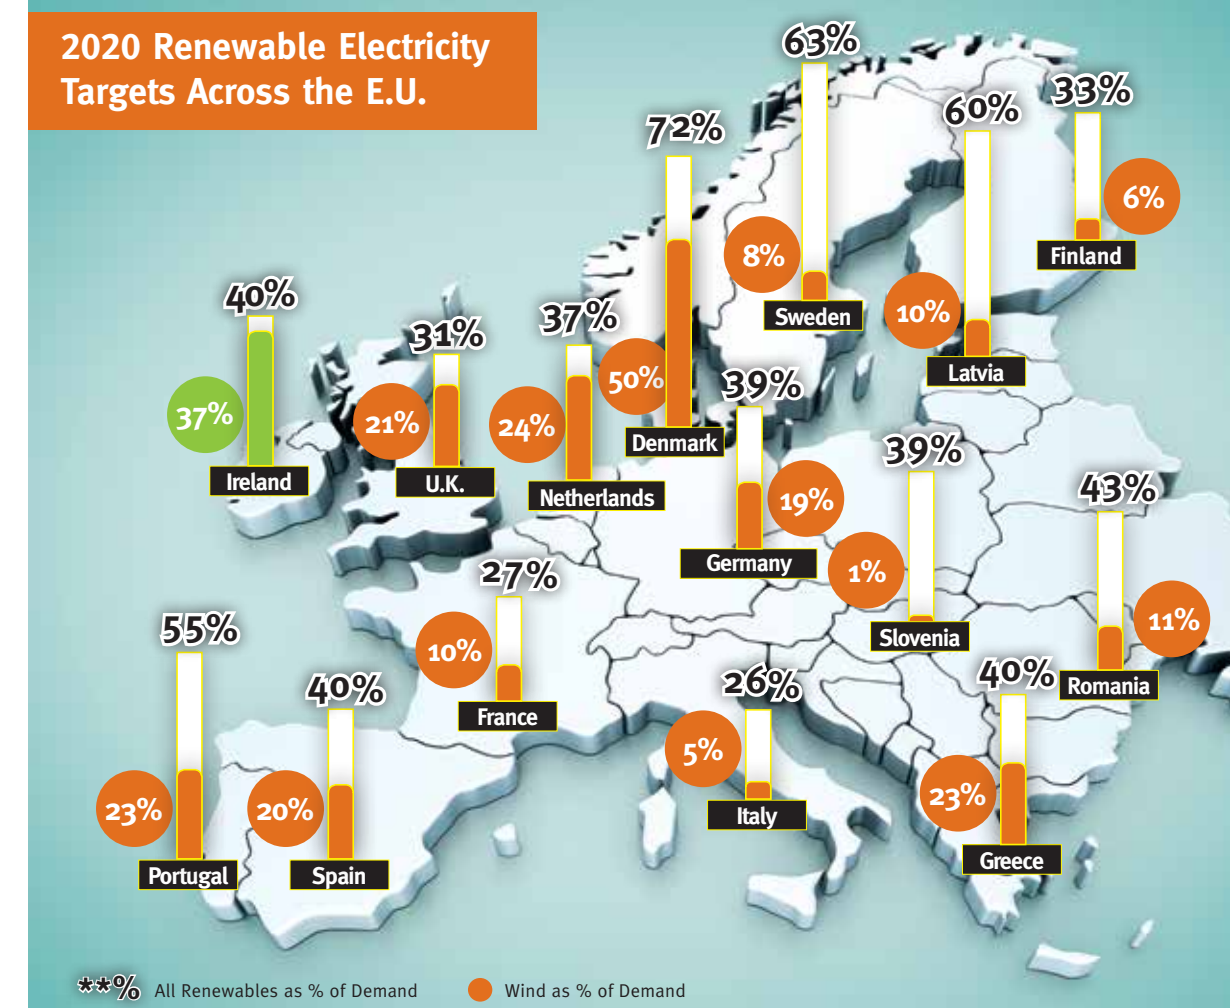 2020 Renewable Electricity
Targets Across the E.U.
63%
8%
Sweden
60%
10%
Latvia
33%
6%
Finland
72%
50%
Denmark
40%
37%
Ireland
31%
21%
U.K.
37%
24%
Netherlands
39%
19%
Germany
39%
1%
Slovenia
43%
11%
Romania
27%
10%
France
55%
23%
Portugal
40%
20%
Spain
26%
5%
Italy
40%
23%
Greece
**% All Renewables as % of Demand
Wind as % of Demand